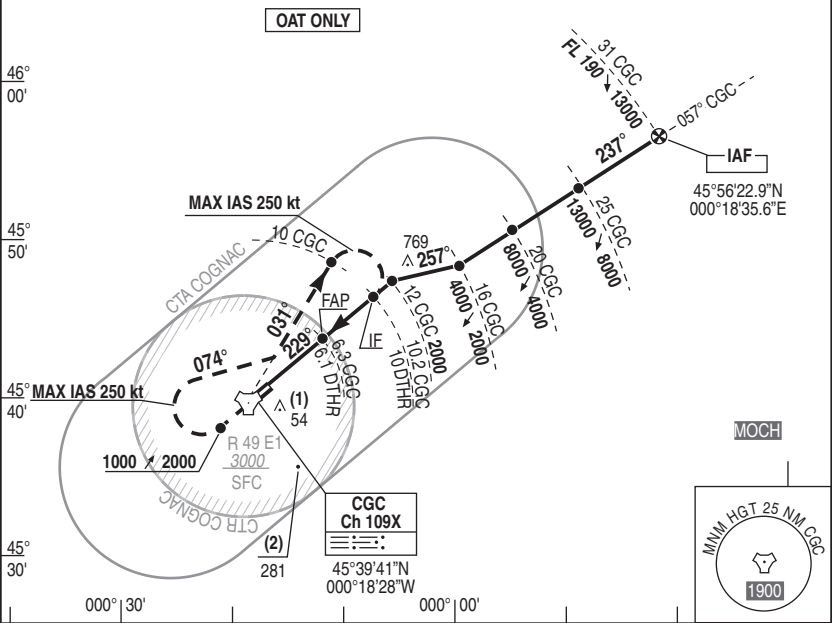 OAT ONLY
46°
00'
31 CGC
FL 190
13000
057° CGC
237°
IAF
45°56'22.9"N
000°18'35.6"E
MAX IAS 250 kt
25 CGC
13000
8000
45°
50'
10 CGC
769
257°
20 CGC
8000
4000
CTA COGNAC
FAP
16 CGC
4000
2000
031°
229°
IF
12 CGC 2000
10.2 CGC
10 DTHR
6.3 CGC
6.1 DTHR
074°
45°
40'
MAX IAS 250 kt
(1)
54
R 49 E1
3000
SFC
1000
2000
CTR COGNAC
MOCH
CGC
Ch 109X
45°39'41"N
000°18'28"W
(2)
281
MNM HGT 25 NM CGC
1900
45°
30'
000°30'
000°00'